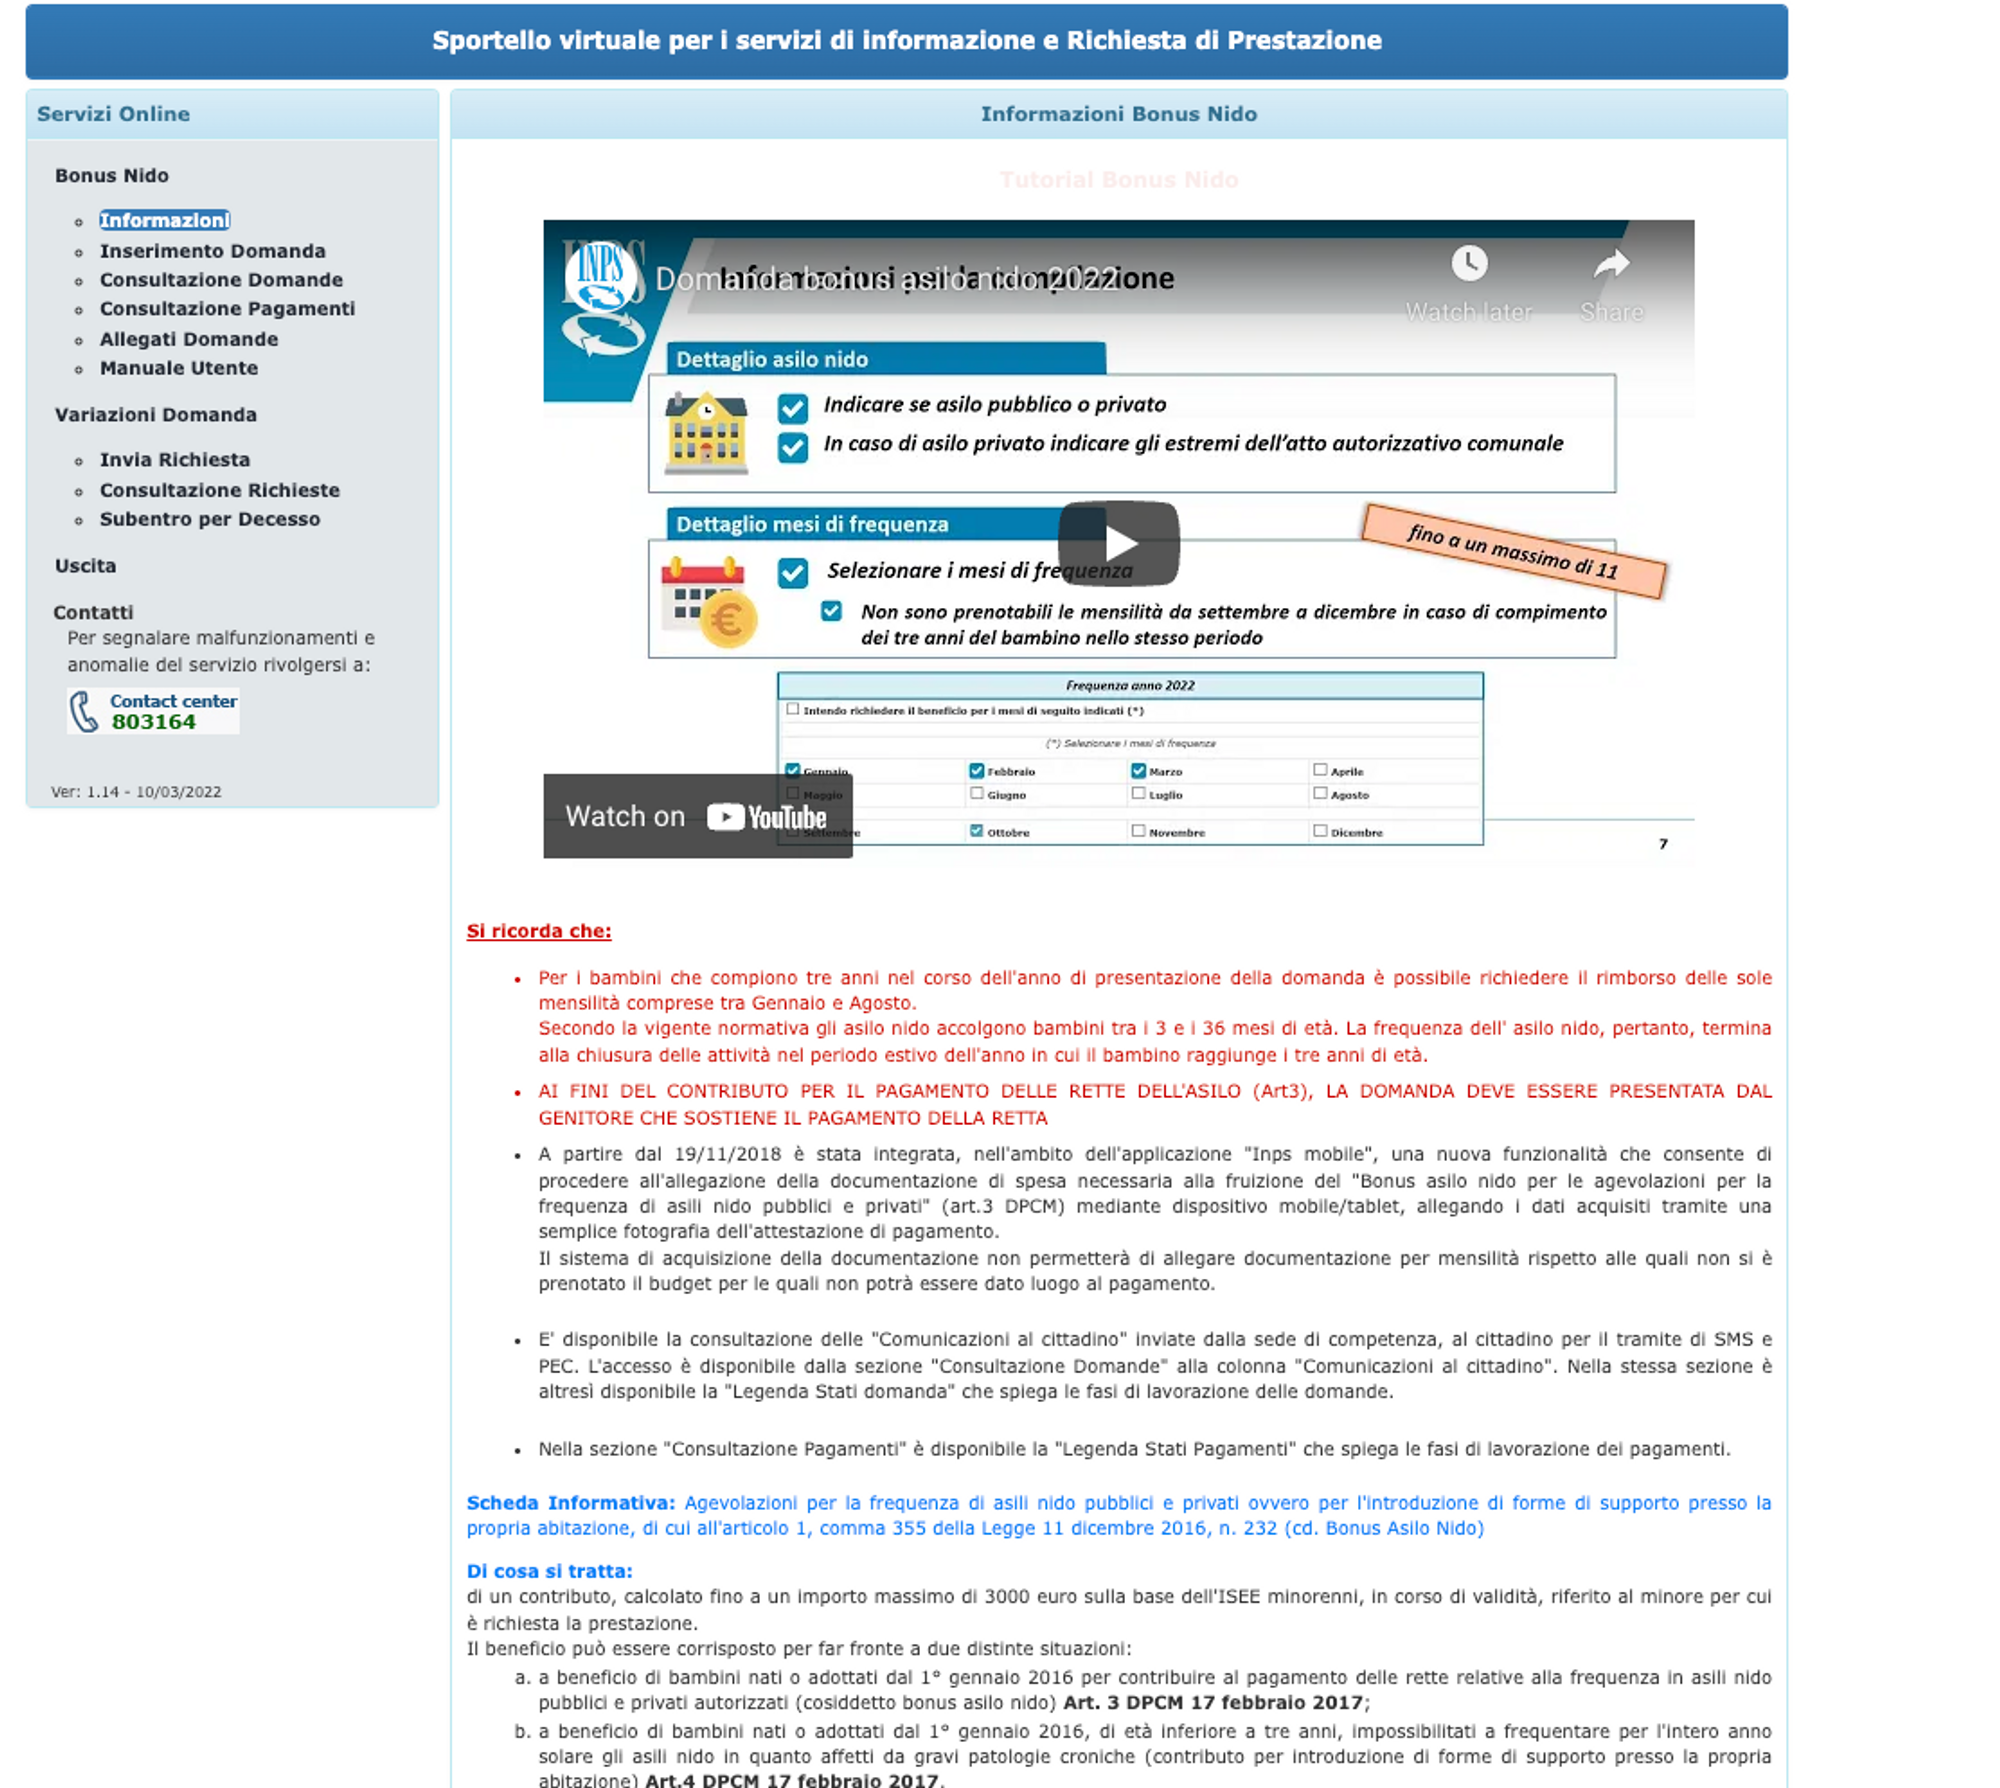 Sportello virtuale per i servizi di informazione e Richiesta di Prestazione
Servizi Online
Bonus Nido
Informazioni
Inserimento Domanda
Consultazione Domande
Consultazione Pagamenti
Allegati Domande
Manuale Utente
Variazioni Domanda
Invia Richiesta
Consultazione Richieste
Subentro per Decesso
Uscita
Contatti
Per segnalare malfunzionamenti e
anomalie del servizio rivolgersi a:
Contact center
803164
Ver: 1.14 - 10/03/2022
Informazioni Bonus Nido
Tutorial Bonus Nido
INPS
Domanda bonus asilo nido 2022
Informazioni per la compilazione
Watch later
Share
Dettaglio asilo nido
Indicare se asilo pubblico o privato
In caso di asilo privato indicare gli estremi dell'atto autorizzativo comunale
Dettaglio mesi di frequenza
fino a un massimo di 11
Selezionare i mesi di frequenza
Non sono prenotabili le mensilità da settembre a dicembre in caso di compimento
dei tre anni del bambino nello stesso periodo
Frequenza anno 2022
Intendo richiedere il beneficio per i mesi di seguito indicati (*)
(*) Selezionare i mesi di frequenza
Gennaio Febbraio Marzo Aprile
Maggio Giugno Luglio Agosto
Settembre Ottobre Novembre Dicembre
Watch on YouTube
7
Si ricorda che:
• Per i bambini che compiono tre anni nel corso dell'anno di presentazione della domanda è possibile richiedere il rimborso delle sole
mensilità comprese tra Gennaio e Agosto.
Secondo la vigente normativa gli asilo nido accolgono bambini tra i 3 e i 36 mesi di età. La frequenza dell' asilo nido, pertanto, termina
alla chiusura delle attività nel periodo estivo dell'anno in cui il bambino raggiunge i tre anni di età.
• AI FINI DEL CONTRIBUTO PER IL PAGAMENTO DELLE RETTE DELL'ASILO (Art3), LA DOMANDA DEVE ESSERE PRESENTATA DAL
GENITORE CHE SOSTIENE IL PAGAMENTO DELLA RETTA
• A partire dal 19/11/2018 è stata integrata, nell'ambito dell'applicazione "Inps mobile", una nuova funzionalità che consente di
procedere all'allegazione della documentazione di spesa necessaria alla fruizione del "Bonus asilo nido per le agevolazioni per la
frequenza di asili nido pubblici e privati" (art.3 DPCM) mediante dispositivo mobile/tablet, allegando i dati acquisiti tramite una
semplice fotografia dell'attestazione di pagamento.
Il sistema di acquisizione della documentazione non permetterà di allegare documentazione per mensilità rispetto alle quali non si è
prenotato il budget per le quali non potrà essere dato luogo al pagamento.
• E' disponibile la consultazione delle "Comunicazioni al cittadino" inviate dalla sede di competenza, al cittadino per il tramite di SMS e
PEC. L'accesso è disponibile dalla sezione "Consultazione Domande" alla colonna "Comunicazioni al cittadino". Nella stessa sezione è
altresì disponibile la "Legenda Stati domanda" che spiega le fasi di lavorazione delle domande.
• Nella sezione "Consultazione Pagamenti" è disponibile la "Legenda Stati Pagamenti" che spiega le fasi di lavorazione dei pagamenti.
Scheda Informativa: Agevolazioni per la frequenza di asili nido pubblici e privati ovvero per l'introduzione di forme di supporto presso la
propria abitazione, di cui all'articolo 1, comma 355 della Legge 11 dicembre 2016, n. 232 (cd. Bonus Asilo Nido)
Di cosa si tratta:
di un contributo, calcolato fino a un importo massimo di 3000 euro sulla base dell'ISEE minorenni, in corso di validità, riferito al minore per cui
è richiesta la prestazione.
Il beneficio può essere corrisposto per far fronte a due distinte situazioni:
a. a beneficio di bambini nati o adottati dal 1° gennaio 2016 per contribuire al pagamento delle rette relative alla frequenza in asili nido
pubblici e privati autorizzati (cosiddetto bonus asilo nido) Art. 3 DPCM 17 febbraio 2017;
b. a beneficio di bambini nati o adottati dal 1° gennaio 2016, di età inferiore a tre anni, impossibilitati a frequentare per l'intero anno
solare gli asili nido in quanto affetti da gravi patologie croniche (contributo per introduzione di forme di supporto presso la propria
abitazione) Art.4 DPCM 17 febbraio 2017.